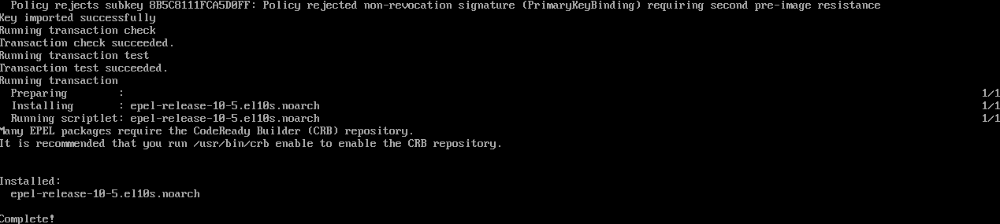 Policy rejects subkey 8B5C8111FCA5D0FF: Policy rejected non-revocation signature (PrimaryKeyBinding) requiring second pre-image resistance
Key imported successfully
Running transaction check
Transaction check succeeded.
Running transaction test
Transaction test succeeded.
Running transaction
Preparing : 1/1
Installing : epel-release-10-5.el10s.noarch 1/1
Running scriptlet: epel-release-10-5.el10s.noarch 1/1
Many EPEL packages require the CodeReady Builder (CRB) repository.
It is recommended that you run /usr/bin/crb enable to enable the CRB repository.
Installed:
epel-release-10-5.el10s.noarch
Complete!